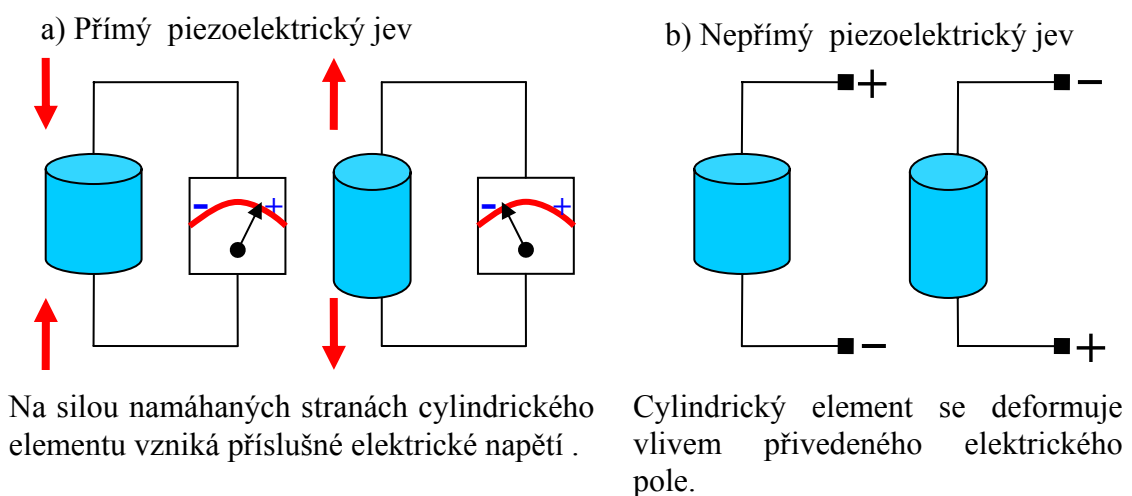 a) Přímý piezoelektrický jev
- +
- +
Na silou namáhaných stranách cylindrického
elementu vzniká příslušné elektrické napětí .
b) Nepřímý piezoelektrický jev
+ −
− +
Cylindrický element se deformuje
vlivem přivedeného elektrického
pole.